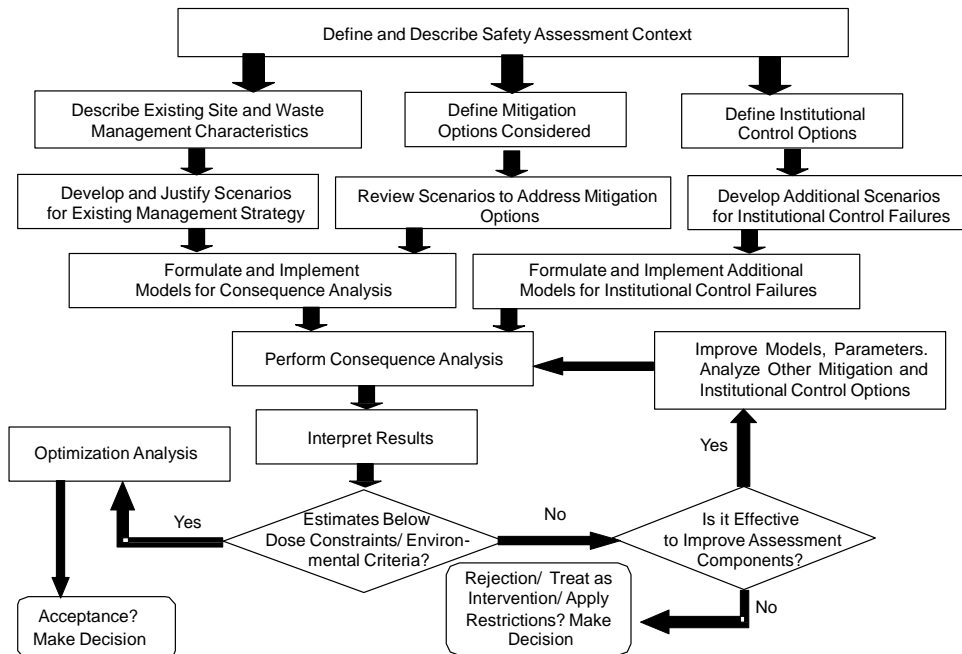 Define and Describe Safety Assessment Context
Describe Existing Site and Waste
Management Characteristics
Define Mitigation
Options Considered
Define Institutional
Control Options
Develop and Justify Scenarios
for Existing Management Strategy
Review Scenarios to Address Mitigation
Options
Develop Additional Scenarios
for Institutional Control Failures
Formulate and Implement
Models for Consequence Analysis
Formulate and Implement Additional
Models for Institutional Control Failures
Perform Consequence Analysis
Improve Models, Parameters.
Analyze Other Mitigation and
Institutional Control Options
Interpret Results
Optimization Analysis
Yes
Yes
Estimates Below
Dose Constraints/ Environ-
mental Criteria?
No
Is it Effective
to Improve Assessment
Components?
No
Rejection/ Treat as
Intervention/ Apply
Restrictions? Make
Decision
Acceptance?
Make Decision